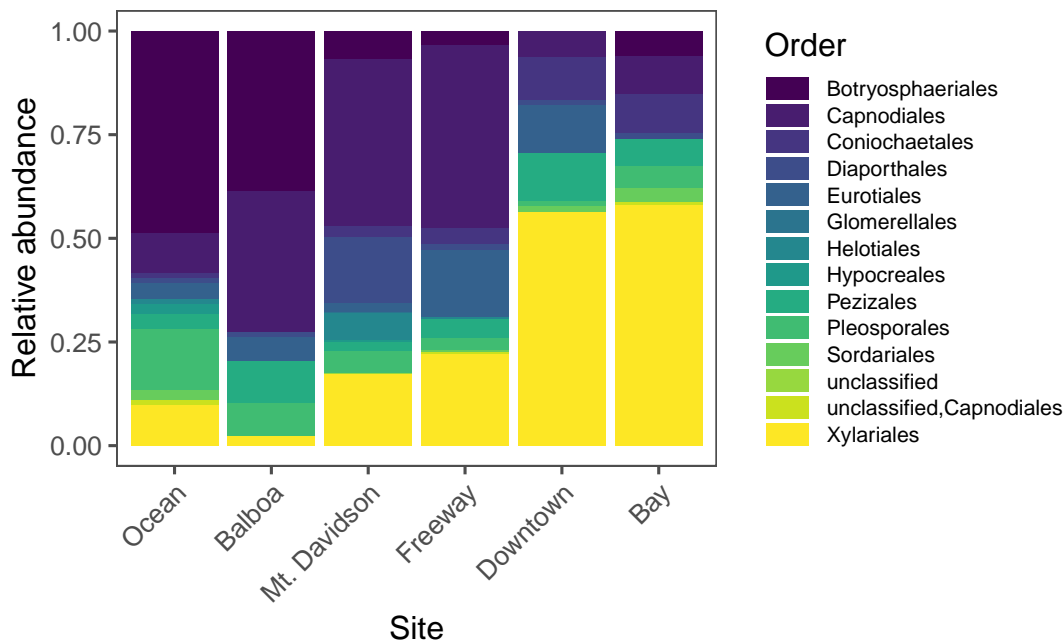 1.00
0.75
0.50
0.25
0.00
Relative abundance
Ocean
Balboa
Mt. Davidson
Freeway
Downtown
Bay
Site
Order
Botryosphaeriales
Capnodiales
Coniochaetales
Diaporthales
Eurotiales
Glomerellales
Helotiales
Hypocreales
Pezizales
Pleosporales
Sordariales
unclassified
unclassified,Capnodiales
Xylariales